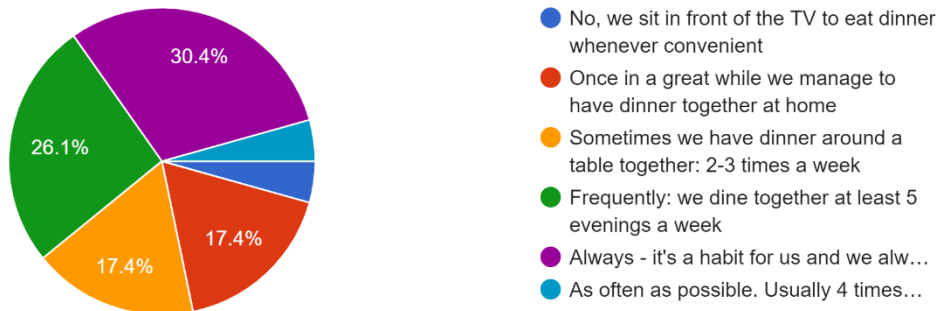 30.4%
26.1%
17.4%
17.4%
No, we sit in front of the TV to eat dinner
whenever convenient
Once in a great while we manage to
have dinner together at home
Sometimes we have dinner around a
table together: 2-3 times a week
Frequently: we dine together at least 5
evenings a week
Always - it's a habit for us and we alw…
As often as possible. Usually 4 times…